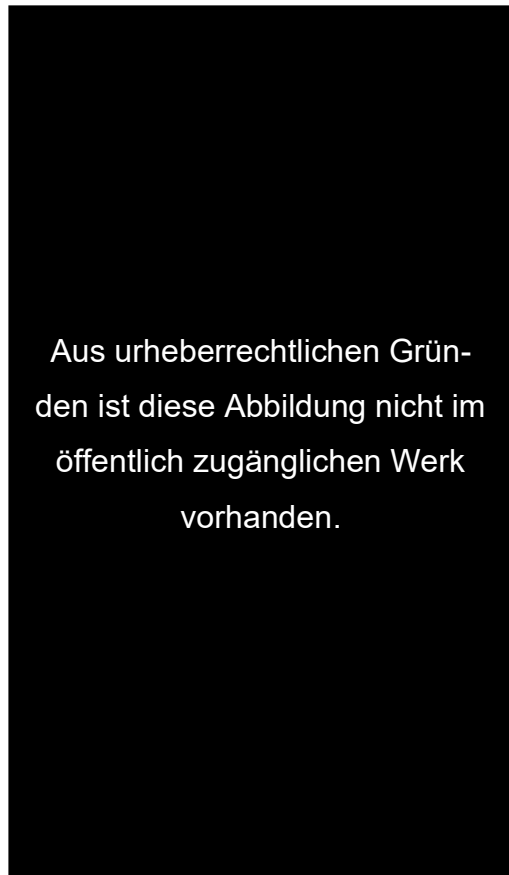 Aus urheberrechtlichen Grün-
den ist diese Abbildung nicht im
öffentlich zugänglichen Werk
vorhanden.